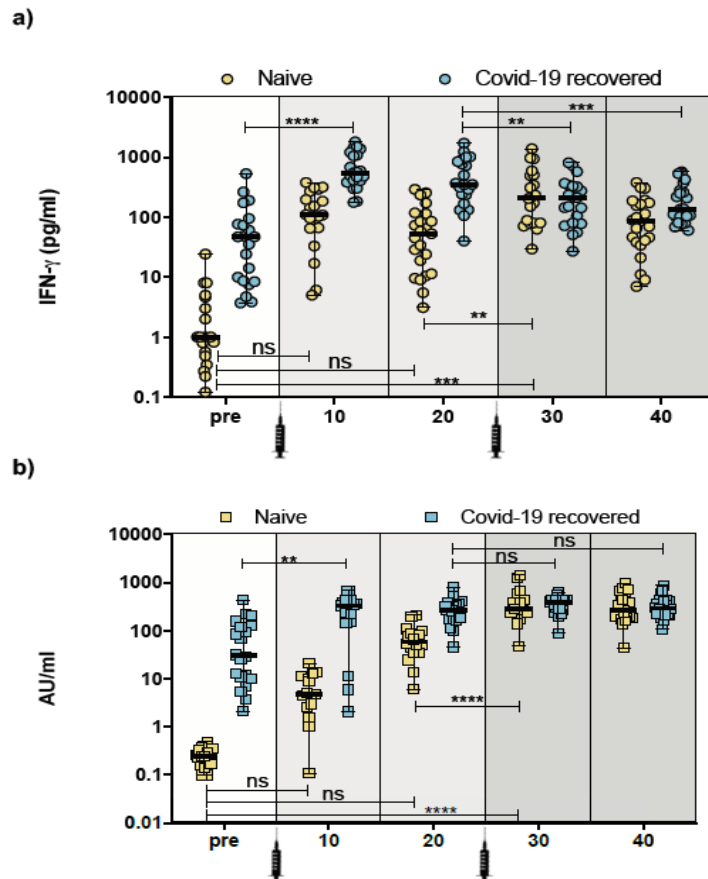 a)
Naive Covid-19 recovered
10000
1000
100
10
1
0.1
IFN-γ (pg/ml)
****
***
**
**
ns
ns
***
pre 10 20 30 40
b)
Naive Covid-19 recovered
10000
1000
100
10
1
0.1
0.01
AU/ml
ns
**
ns
****
ns
ns
****
pre 10 20 30 40